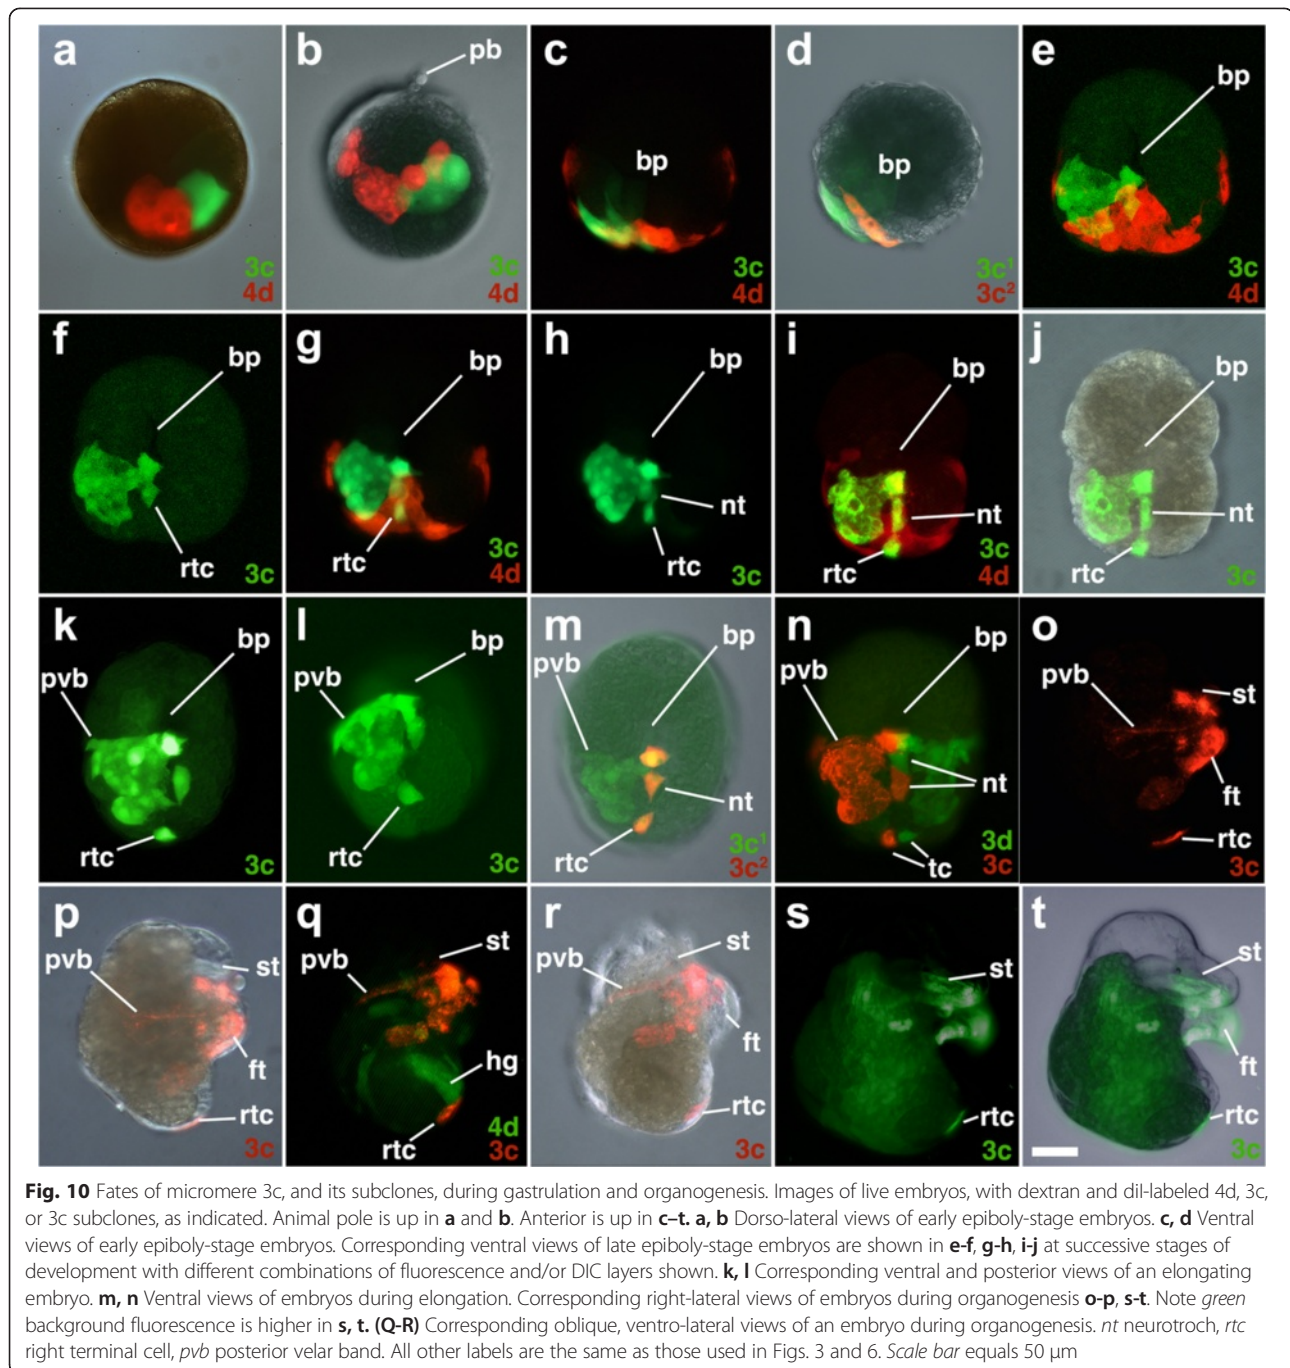 a
3c
4d
b
pb
3c
4d
c
bp
3c
4d
d
bp
3c¹
3c²
e
bp
3c
4d
f
bp
rtc
3c
g
bp
rtc
3c
4d
h
bp
nt
rtc
3c
i
bp
nt
rtc
3c
4d
j
bp
nt
rtc
3c
k
bp
pvb
rtc
3c
l
bp
pvb
rtc
3c
m
bp
pvb
nt
rtc
3c¹
3c²
n
bp
pvb
nt
tc
3d
3c
o
pvb
st
ft
rtc
3c
p
pvb
st
ft
rtc
3c
q
st
pvb
hg
rtc
4d
3c
r
st
pvb
ft
rtc
3c
s
st
rtc
3c
t
st
ft
rtc
3c
Fig. 10 Fates of micromere 3c, and its subclones, during gastrulation and organogenesis. Images of live embryos, with dextran and diI-labeled 4d, 3c,
or 3c subclones, as indicated. Animal pole is up in a and b. Anterior is up in c–t. a, b Dorso-lateral views of early epiboly-stage embryos. c, d Ventral
views of early epiboly-stage embryos. Corresponding ventral views of late epiboly-stage embryos are shown in e-f, g-h, i-j at successive stages of
development with different combinations of fluorescence and/or DIC layers shown. k, l Corresponding ventral and posterior views of an elongating
embryo. m, n Ventral views of embryos during elongation. Corresponding right-lateral views of embryos during organogenesis o-p, s-t. Note green
background fluorescence is higher in s, t. (Q-R) Corresponding oblique, ventro-lateral views of an embryo during organogenesis. nt neurotroch, rtc
right terminal cell, pvb posterior velar band. All other labels are the same as those used in Figs. 3 and 6. Scale bar equals 50 μm